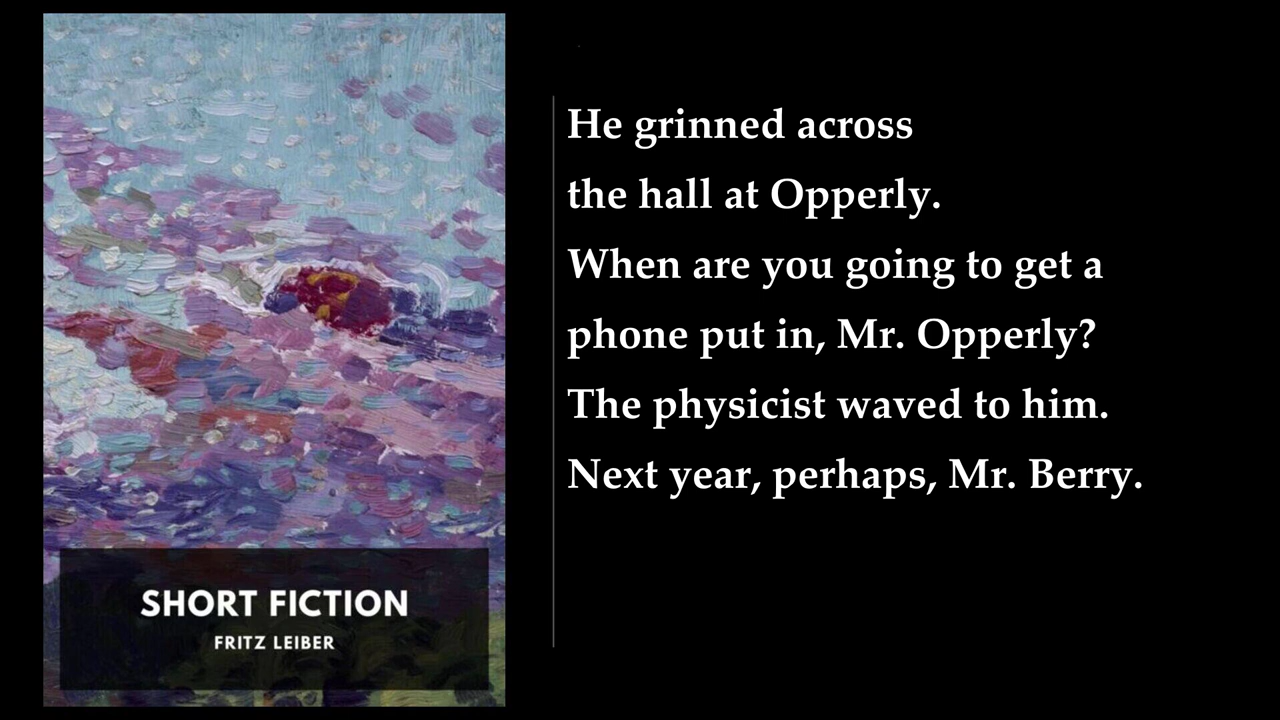 He grinned across
the hall at Opperly.
When are you going to get a
phone put in, Mr. Opperly?
The physicist waved to him.
Next year, perhaps, Mr. Berry.
SHORT FICTION
FRITZ LEIBER